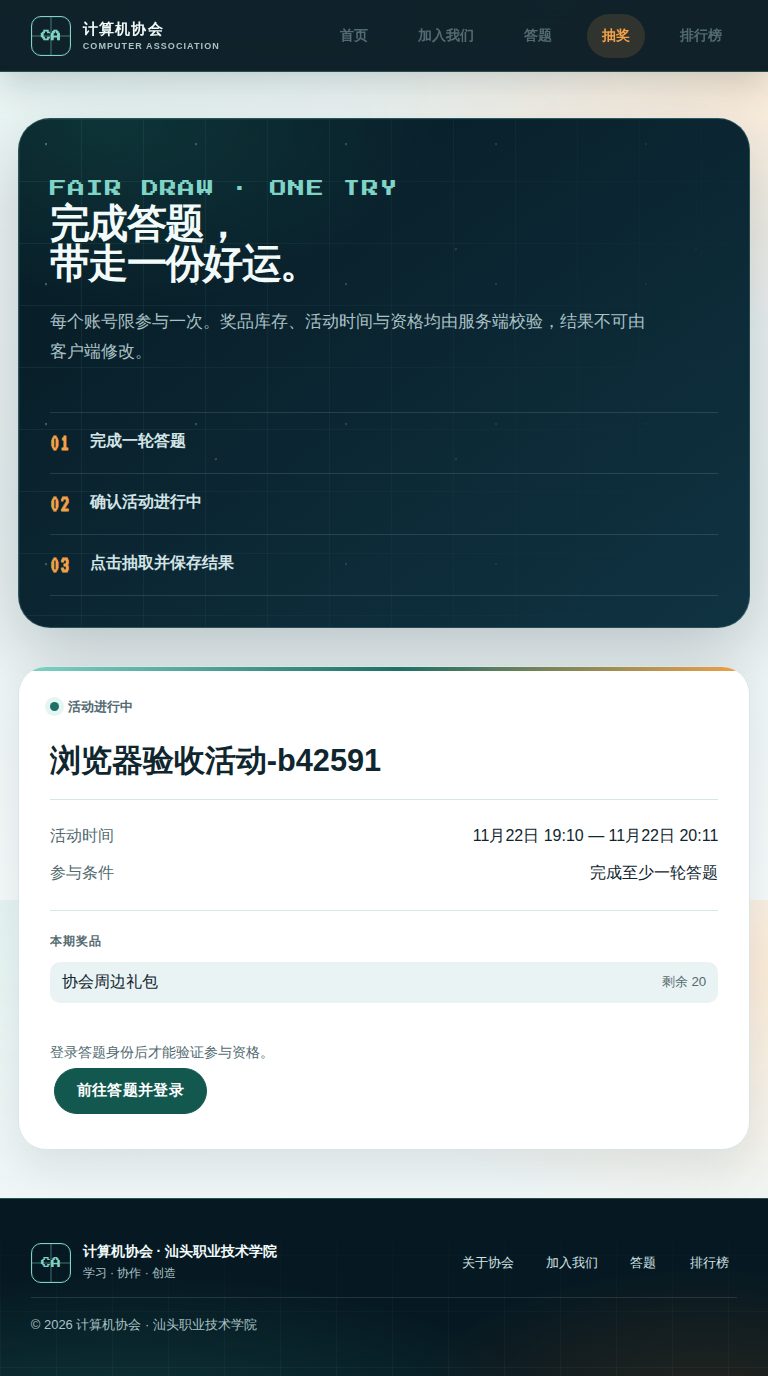 CA
计算机协会
COMPUTER ASSOCIATION
首页 加入我们 答题 抽奖 排行榜
FAIR DRAW · ONE TRY
完成答题，
带走一份好运。
每个账号限参与一次。奖品库存、活动时间与资格均由服务端校验，结果不可由
客户端修改。
01 完成一轮答题
02 确认活动进行中
03 点击抽取并保存结果
活动进行中
浏览器验收活动-b42591
活动时间 11月22日 19:10 — 11月22日 20:11
参与条件 完成至少一轮答题
本期奖品
协会周边礼包 剩余 20
登录答题身份后才能验证参与资格。
前往答题并登录
CA
计算机协会 · 汕头职业技术学院
学习 · 协作 · 创造
关于协会 加入我们 答题 排行榜
© 2026 计算机协会 · 汕头职业技术学院